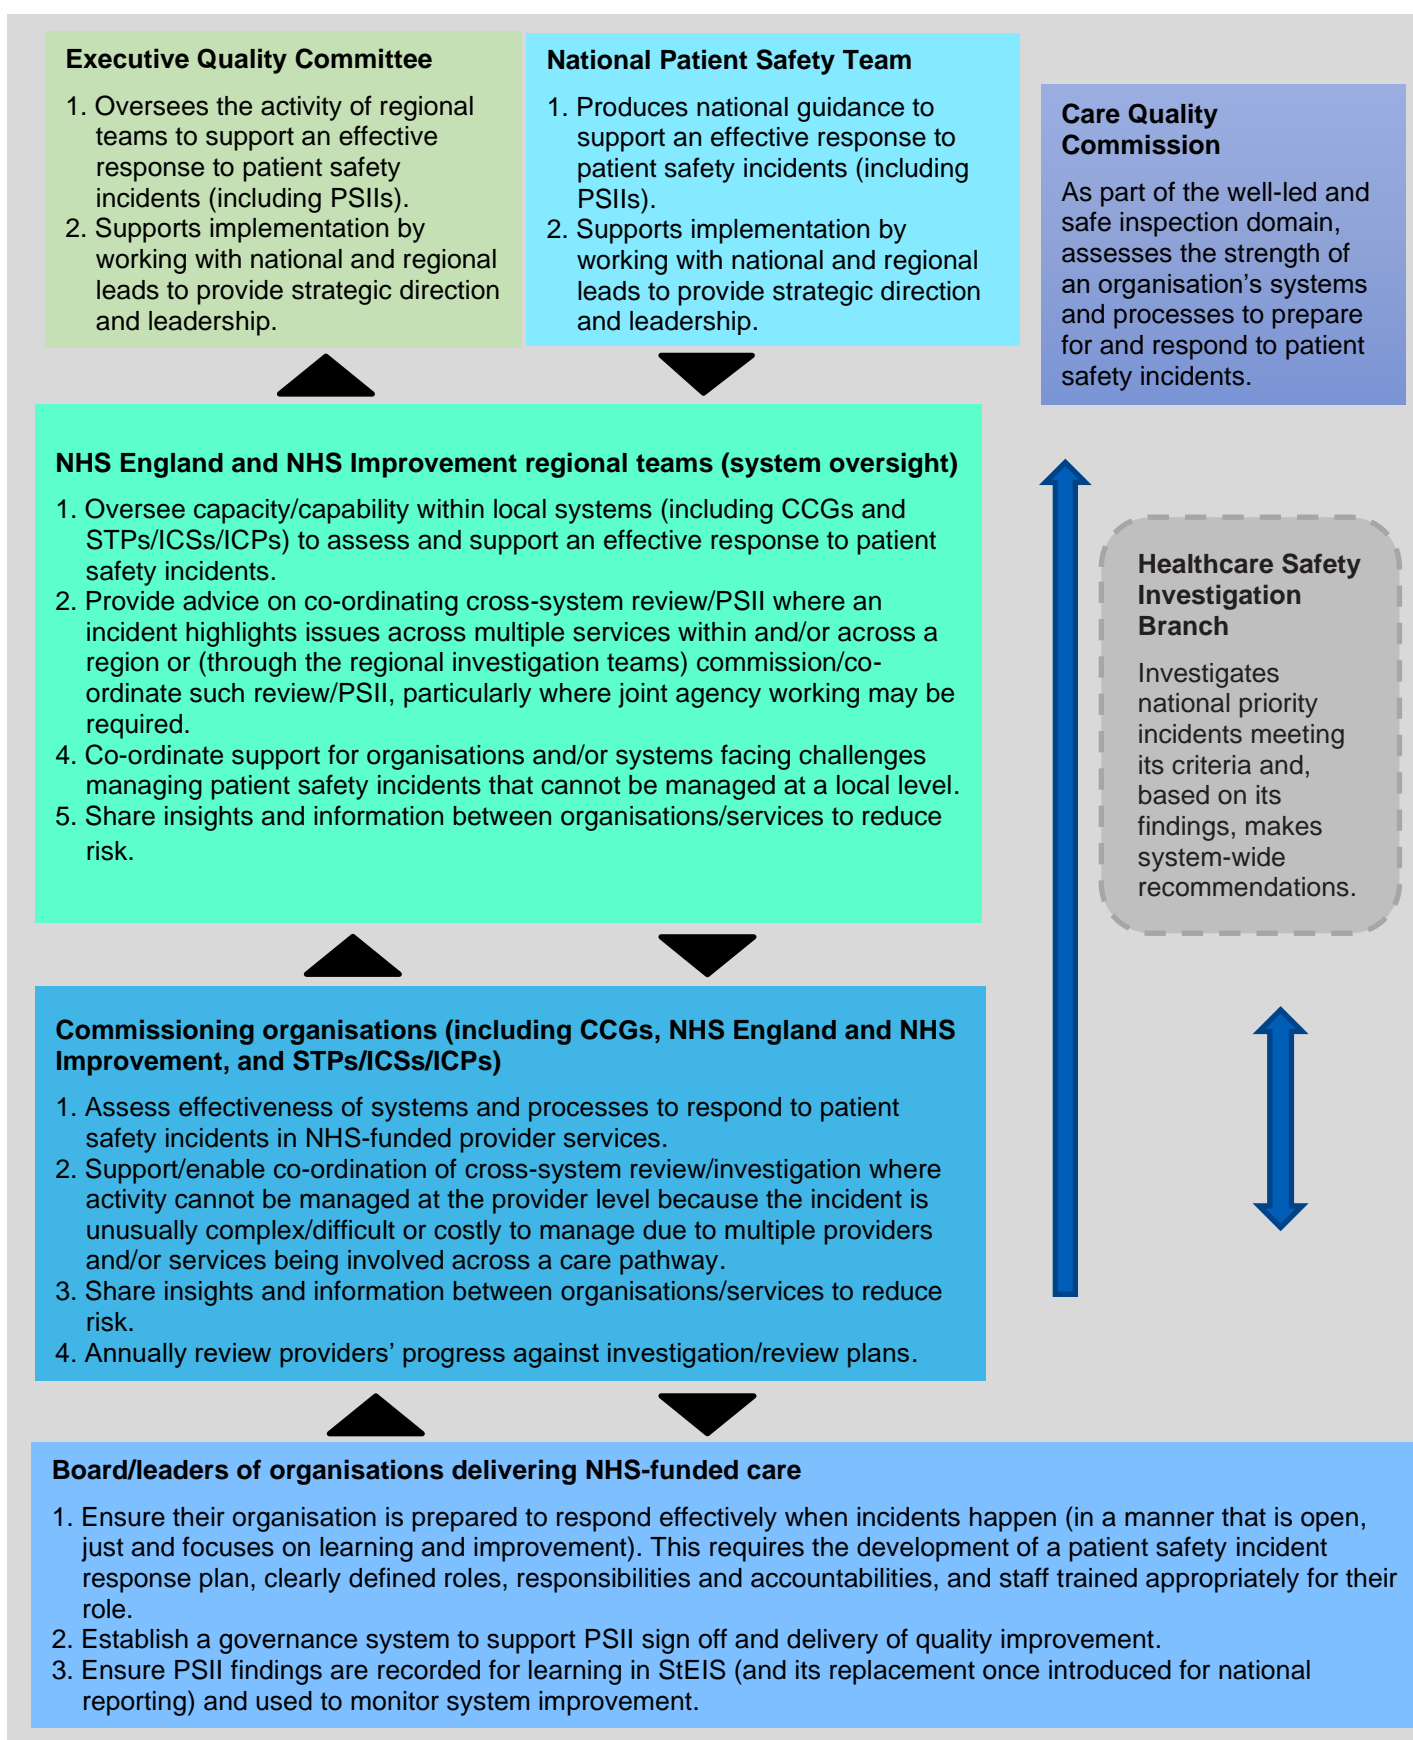 Executive Quality Committee
1. Oversees the activity of regional
teams to support an effective
response to patient safety
incidents (including PSIIs).
2. Supports implementation by
working with national and regional
leads to provide strategic direction
and leadership.
National Patient Safety Team
1. Produces national guidance to
support an effective response to
patient safety incidents (including
PSIIs).
2. Supports implementation by
working with national and regional
leads to provide strategic direction
and leadership.
Care Quality
Commission
As part of the well-led and
safe inspection domain,
assesses the strength of
an organisation’s systems
and processes to prepare
for and respond to patient
safety incidents.
NHS England and NHS Improvement regional teams (system oversight)
1. Oversee capacity/capability within local systems (including CCGs and
STPs/ICSs/ICPs) to assess and support an effective response to patient
safety incidents.
2. Provide advice on co-ordinating cross-system review/PSII where an
incident highlights issues across multiple services within and/or across a
region or (through the regional investigation teams) commission/co-
ordinate such review/PSII, particularly where joint agency working may be
required.
4. Co-ordinate support for organisations and/or systems facing challenges
managing patient safety incidents that cannot be managed at a local level.
5. Share insights and information between organisations/services to reduce
risk.
Healthcare Safety
Investigation
Branch
Investigates
national priority
incidents meeting
its criteria and,
based on its
findings, makes
system-wide
recommendations.
Commissioning organisations (including CCGs, NHS England and NHS
Improvement, and STPs/ICSs/ICPs)
1. Assess effectiveness of systems and processes to respond to patient
safety incidents in NHS-funded provider services.
2. Support/enable co-ordination of cross-system review/investigation where
activity cannot be managed at the provider level because the incident is
unusually complex/difficult or costly to manage due to multiple providers
and/or services being involved across a care pathway.
3. Share insights and information between organisations/services to reduce
risk.
4. Annually review providers’ progress against investigation/review plans.
Board/leaders of organisations delivering NHS-funded care
1. Ensure their organisation is prepared to respond effectively when incidents happen (in a manner that is open,
just and focuses on learning and improvement). This requires the development of a patient safety incident
response plan, clearly defined roles, responsibilities and accountabilities, and staff trained appropriately for their
role.
2. Establish a governance system to support PSII sign off and delivery of quality improvement.
3. Ensure PSII findings are recorded for learning in StEIS (and its replacement once introduced for national
reporting) and used to monitor system improvement.